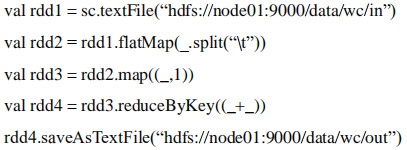 val rdd1 = sc.textFile(“hdfs://node01:9000/data/wc/in”)
val rdd2 = rdd1.flatMap(_.split(“\t”))
val rdd3 = rdd2.map((_,1))
val rdd4 = rdd3.reduceByKey((_+_))
rdd4.saveAsTextFile(“hdfs://node01:9000/data/wc/out”)